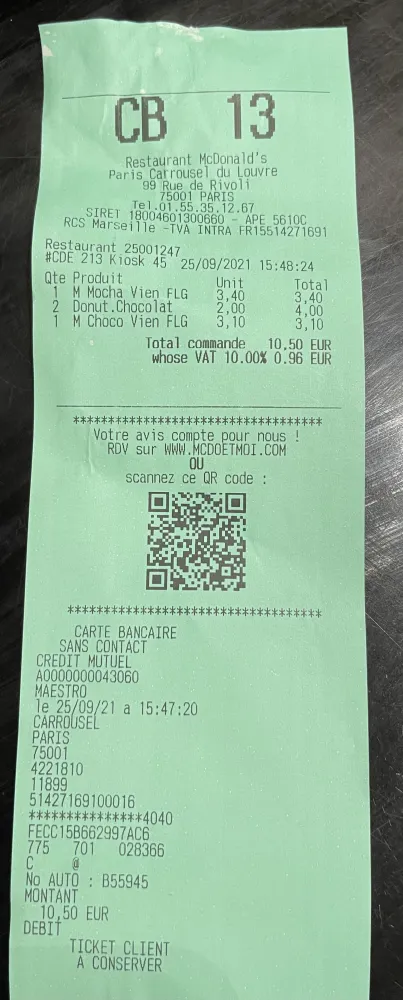 CB 13
Restaurant McDonald's
Paris Carrousel du Louvre
99 Rue de Rivoli
75001 PARIS
Tel.01.55.35.12.67
SIRET 18004601300660 - APE 5610C
RCS Marseille -TVA INTRA FR15514271691
Restaurant 25001247
#CDE 213 Kiosk 45 25/09/2021 15:48:24
Qte Produit Unit Total
1 M Mocha Vien FLG 3,40 3,40
2 Donut.Chocolat 2,00 4,00
1 M Choco Vien FLG 3,10 3,10
Total commande 10,50 EUR
whose VAT 10.00% 0.96 EUR
**********************************
Votre avis compte pour nous !
RDV sur WWW.MCDOETMOI.COM
OU
scannez ce QR code :
**********************************
CARTE BANCAIRE
SANS CONTACT
CREDIT MUTUEL
A0000000043060
MAESTRO
le 25/09/21 a 15:47:20
CARROUSEL
PARIS
75001
4221810
11899
51427169100016
***************4040
FECC15B662997AC6
775 701 028366
C @
No AUTO : B55945
MONTANT
10,50 EUR
DEBIT
TICKET CLIENT
A CONSERVER